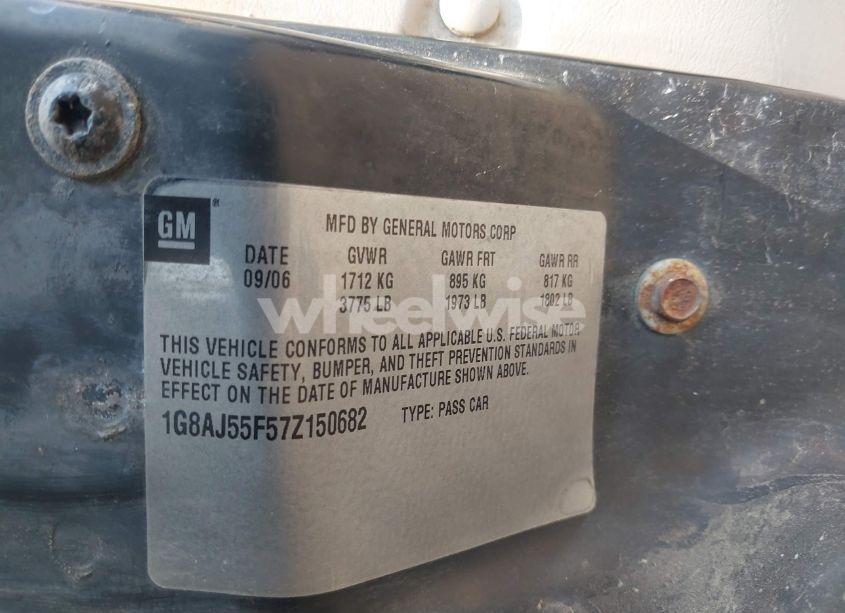 GM ®
MFD BY GENERAL MOTORS CORP
DATE GVWR GAWR FRT GAWR RR
09/06 1712 KG 895 KG 817 KG
3775 LB 1973 LB 1802 LB
wheelwise
THIS VEHICLE CONFORMS TO ALL APPLICABLE U.S. FEDERAL MOTOR
VEHICLE SAFETY, BUMPER, AND THEFT PREVENTION STANDARDS IN
EFFECT ON THE DATE OF MANUFACTURE SHOWN ABOVE.
1G8AJ55F57Z150682 TYPE: PASS CAR